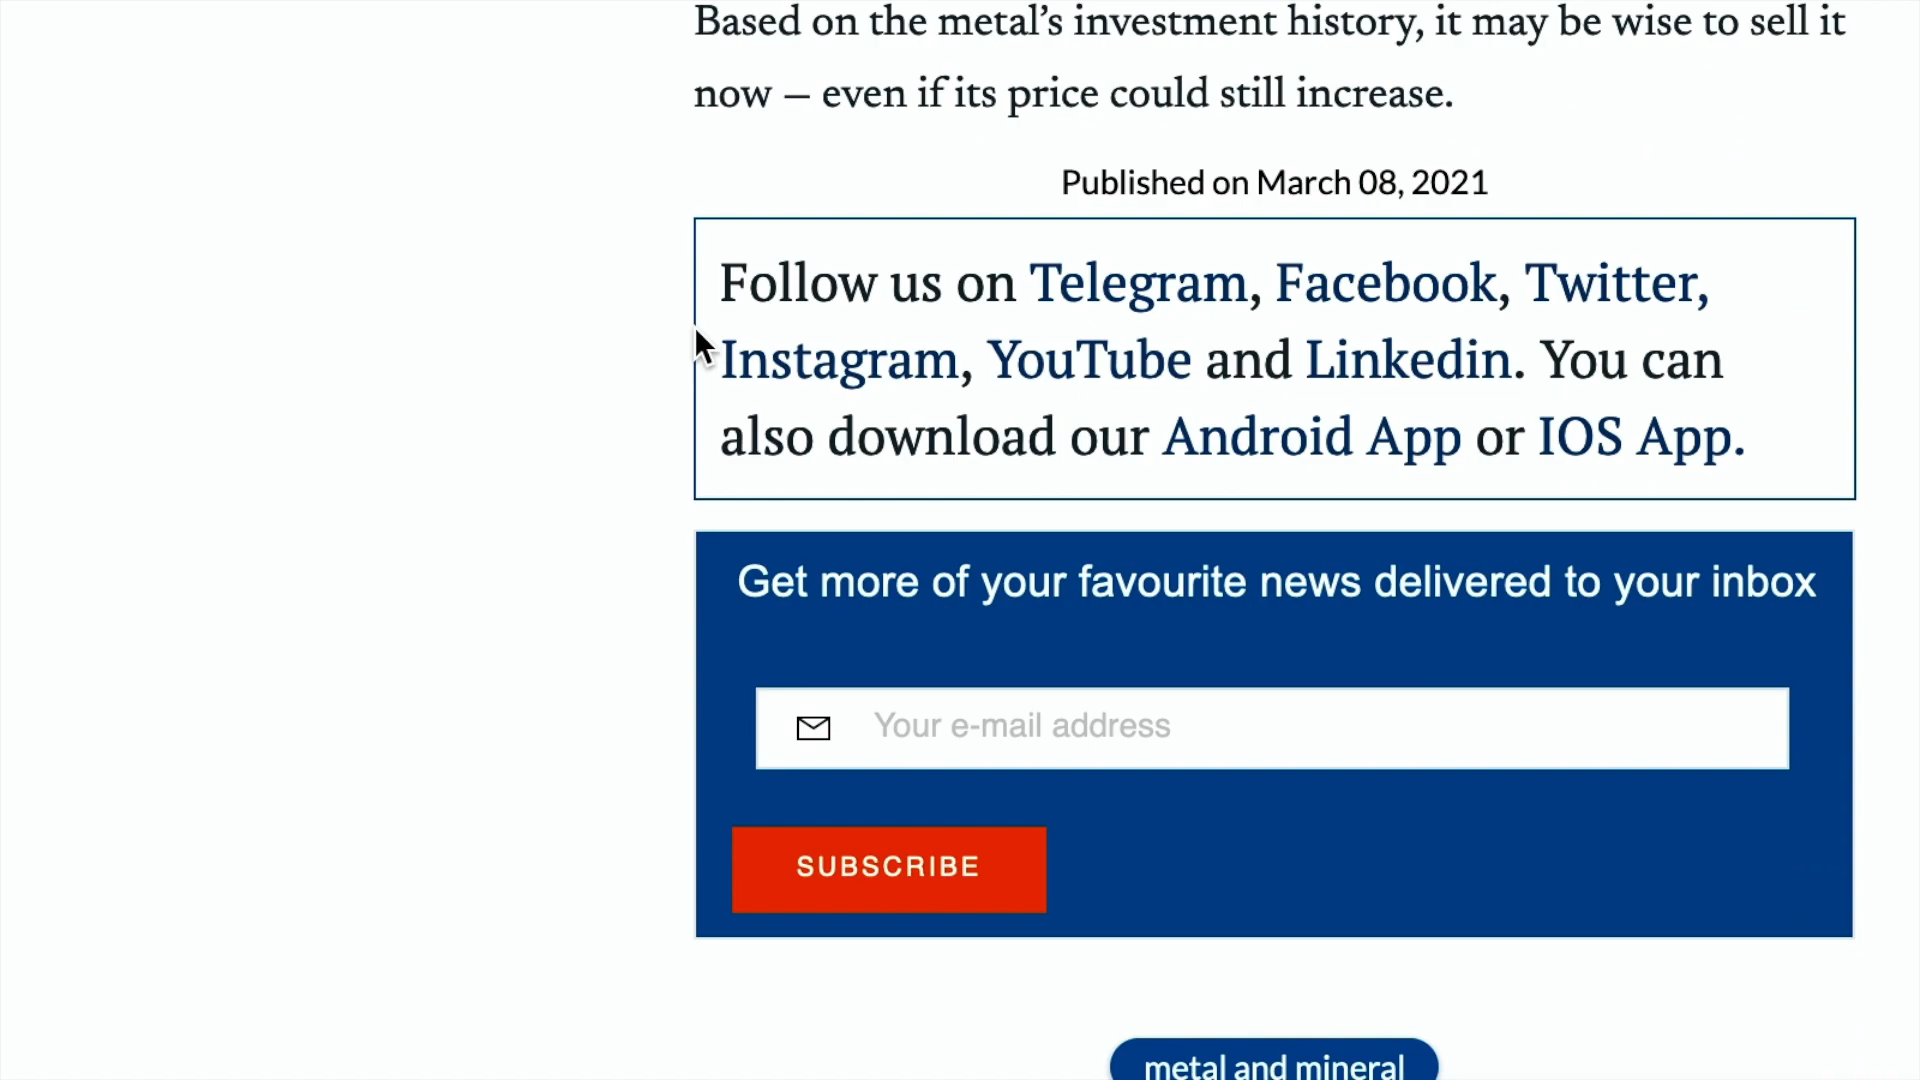 Based on the metal’s investment history, it may be wise to sell it
now — even if its price could still increase.
Published on March 08, 2021
Follow us on Telegram, Facebook, Twitter,
Instagram, YouTube and Linkedin. You can
also download our Android App or IOS App.
Get more of your favourite news delivered to your inbox
Your e-mail address
SUBSCRIBE
metal and mineral